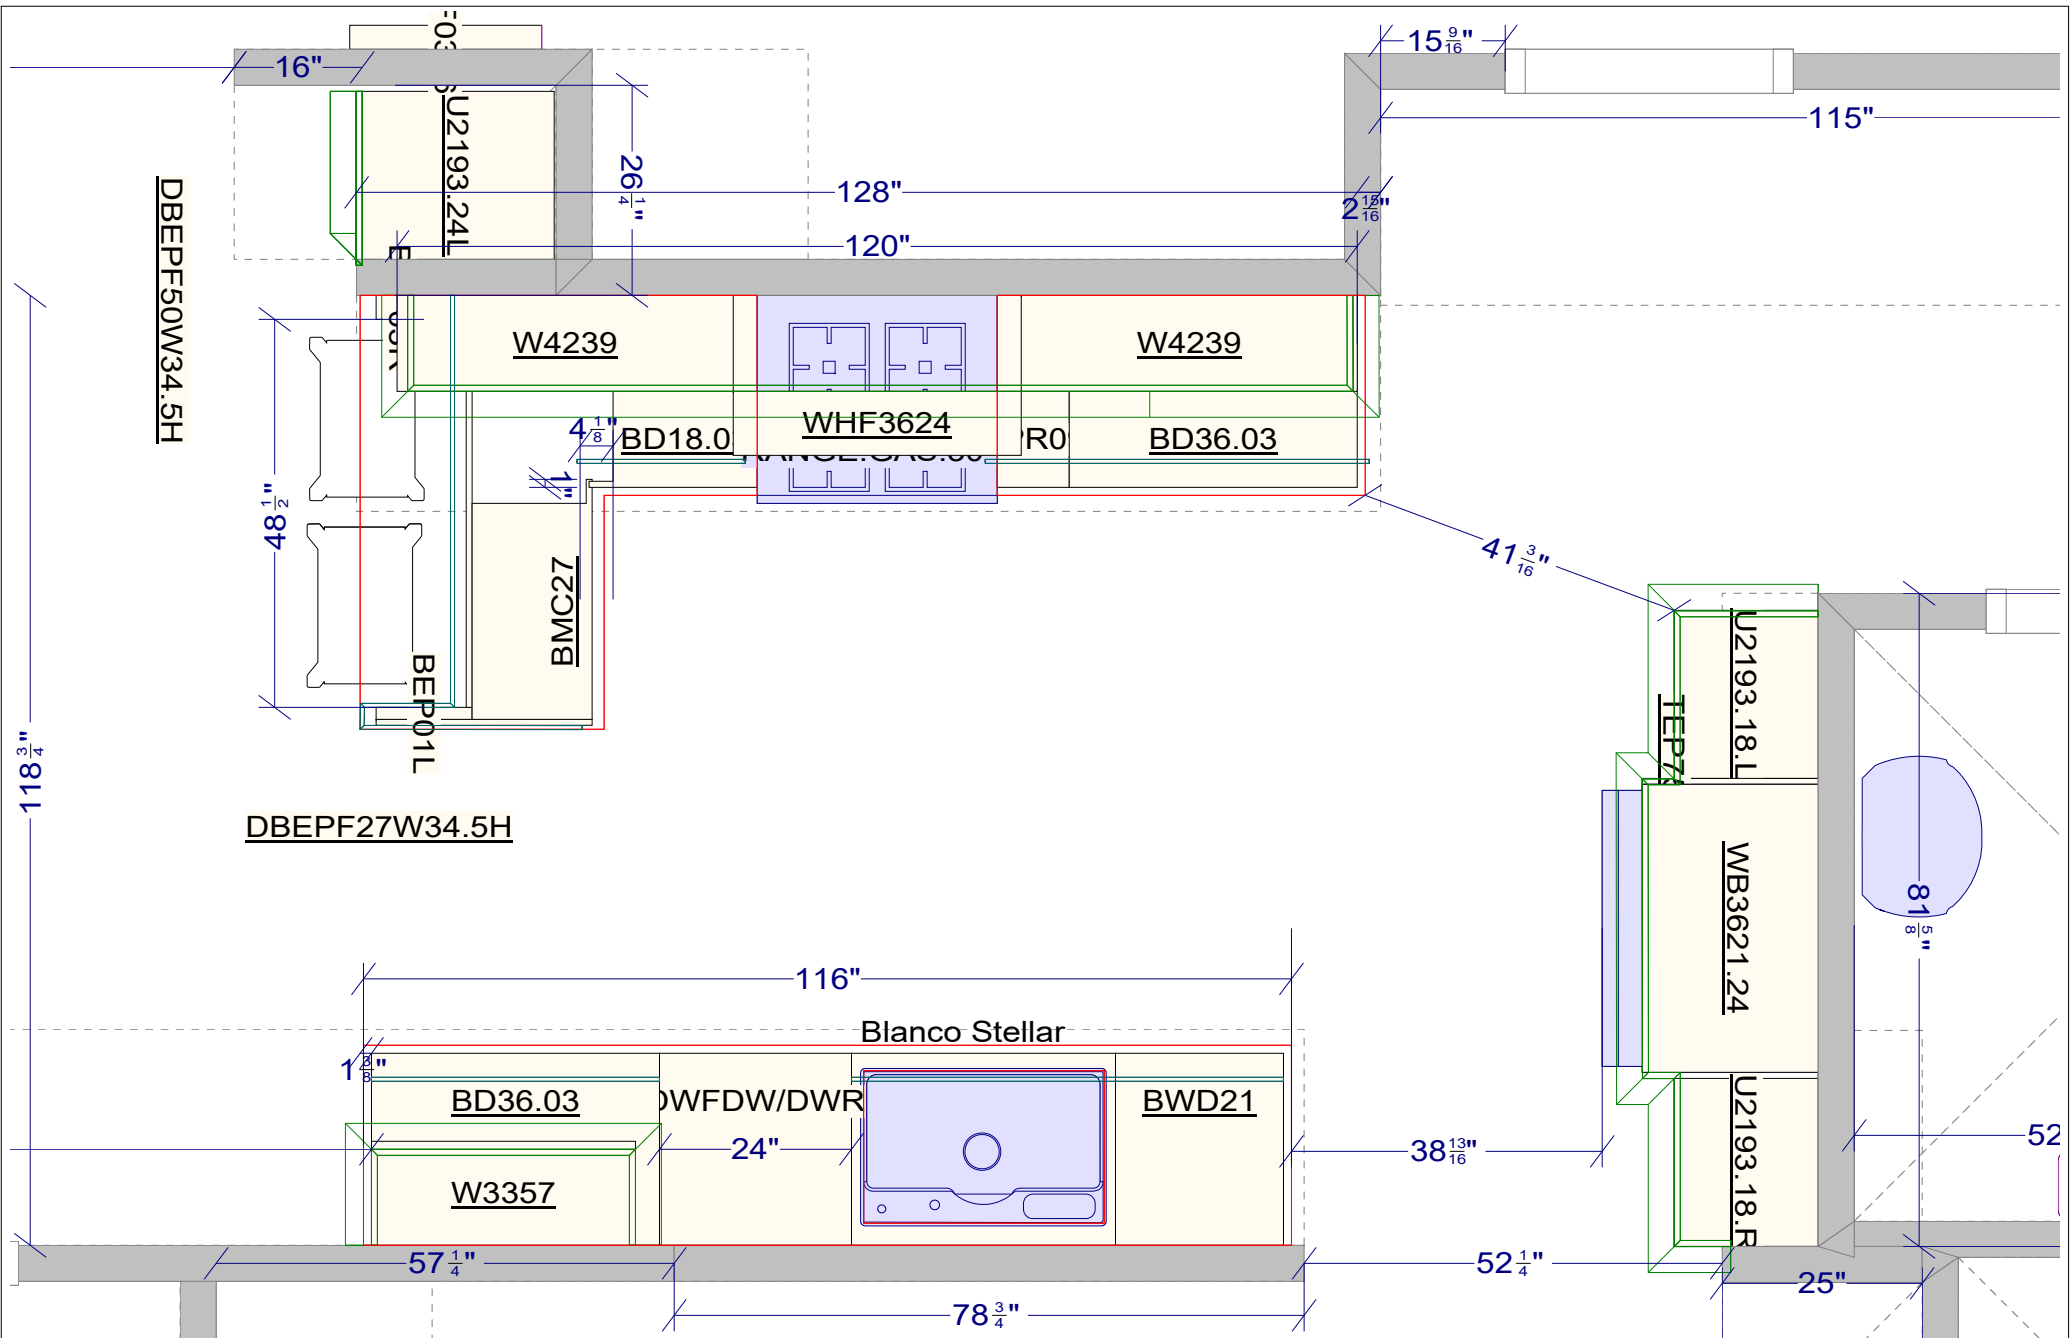 15 9/16"
16"
115"
U2193.24L
26 1/4"
128"
2 15/16"
120"
DBEPF50W34.5H
W4239
W4239
WHF3624
4 1/8"
BD18.0
BD36.03
1"
48 1/2"
41 3/16"
BMC27
BEP01L
U2193.18.L
118 3/4"
DBEPF27W34.5H
WB3621.24
81 5/8"
116"
Blanco Stellar
1 3/8"
BD36.03
DWFDW/DWR
BWD21
24"
38 13/16"
52
W3357
U2193.18.R
57 1/4"
52 1/4"
25"
78 3/4"